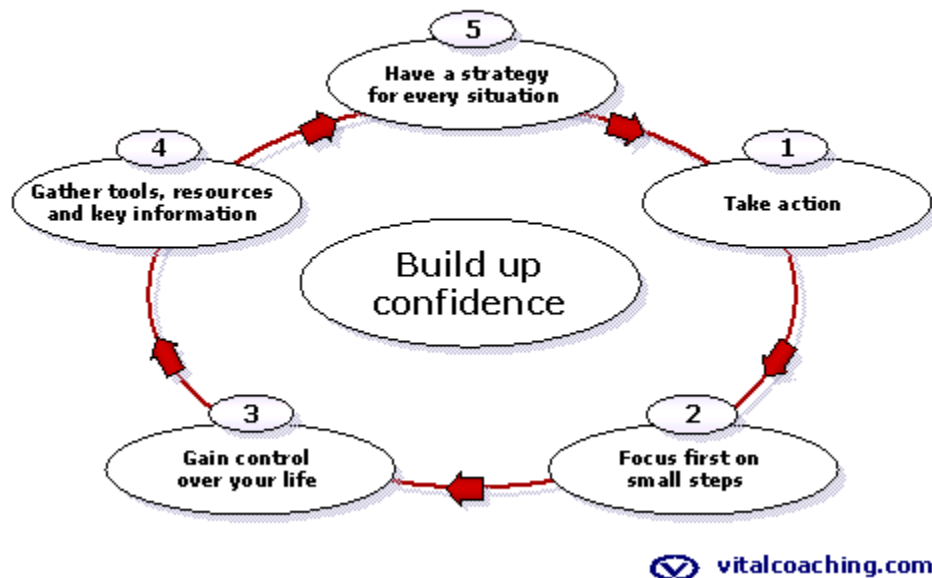 5
Have a strategy
for every situation
4
Gather tools, resources
and key information
1
Take action
Build up
confidence
3
Gain control
over your life
2
Focus first on
small steps
vitalcoaching.com